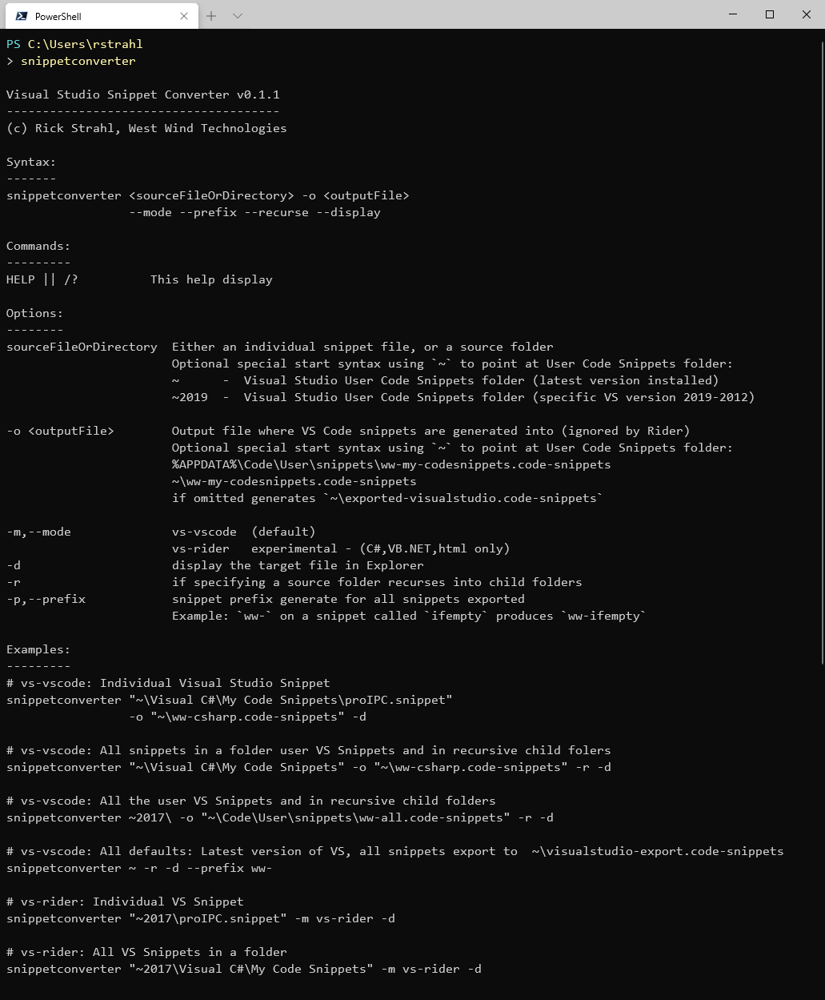 PowerShell
PS C:\Users\rstrahl
> snippetconverter
Visual Studio Snippet Converter v0.1.1
--------------------------------------
(c) Rick Strahl, West Wind Technologies
Syntax:
-------
snippetconverter <sourceFileOrDirectory> -o <outputFile>
                 --mode --prefix --recurse --display
Commands:
---------
HELP || /?          This help display
Options:
--------
sourceFileOrDirectory  Either an individual snippet file, or a source folder
                       Optional special start syntax using `~` to point at User Code Snippets folder:
                       ~      -  Visual Studio User Code Snippets folder (latest version installed)
                       ~2019  -  Visual Studio User Code Snippets folder (specific VS version 2019-2012)
-o <outputFile>        Output file where VS Code snippets are generated into (ignored by Rider)
                       Optional special start syntax using `~` to point at User Code Snippets folder:
                       %APPDATA%\Code\User\snippets\ww-my-codesnippets.code-snippets
                       ~\ww-my-codesnippets.code-snippets
                       if omitted generates `~\exported-visualstudio.code-snippets`
-m,--mode              vs-vscode  (default)
                       vs-rider   experimental - (C#,VB.NET,html only)
-d                     display the target file in Explorer
-r                     if specifying a source folder recurses into child folders
-p,--prefix            snippet prefix generate for all snippets exported
                       Example: `ww-` on a snippet called `ifempty` produces `ww-ifempty`
Examples:
---------
# vs-vscode: Individual Visual Studio Snippet
snippetconverter "~\Visual C#\My Code Snippets\proIPC.snippet"
                 -o "~\ww-csharp.code-snippets" -d
# vs-vscode: All snippets in a folder user VS Snippets and in recursive child folers
snippetconverter "~\Visual C#\My Code Snippets" -o "~\ww-csharp.code-snippets" -r -d
# vs-vscode: All the user VS Snippets and in recursive child folders
snippetconverter ~2017\ -o "~\Code\User\snippets\ww-all.code-snippets" -r -d
# vs-vscode: All defaults: Latest version of VS, all snippets export to  ~\visualstudio-export.code-snippets
snippetconverter ~ -r -d --prefix ww-
# vs-rider: Individual VS Snippet
snippetconverter "~2017\proIPC.snippet" -m vs-rider -d
# vs-rider: All VS Snippets in a folder
snippetconverter "~2017\Visual C#\My Code Snippets" -m vs-rider -d